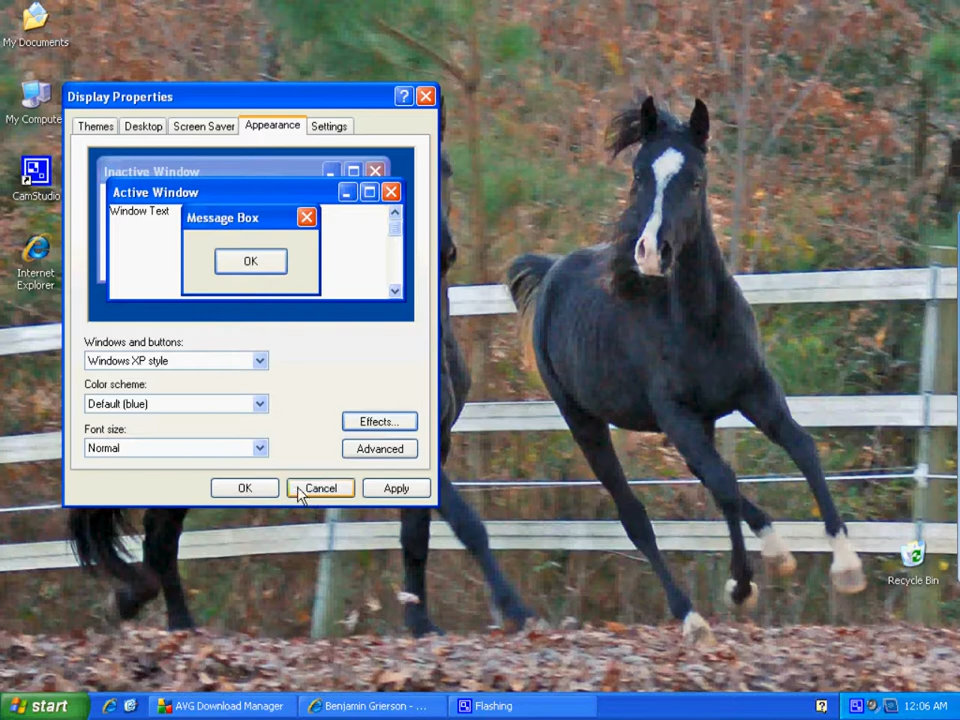 My Documents
My Compute
CamStudio
Internet
Explorer
Display Properties
Themes
Desktop
Screen Saver
Appearance
Settings
Inactive Window
Active Window
Window Text
Message Box
OK
Windows and buttons:
Windows XP style
Color scheme:
Default (blue)
Font size:
Normal
Effects...
Advanced
OK
Cancel
Apply
Recycle Bin
start
AVG Download Manager
Benjamin Grierson - ...
Flashing
12:06 AM